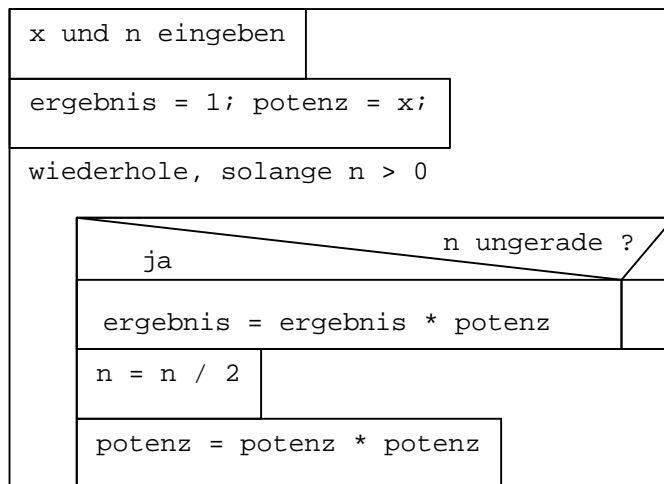 x und n eingeben
ergebnis = 1; potenz = x;
wiederhole, solange n > 0
n ungerade ?
ja
ergebnis = ergebnis * potenz
n = n / 2
potenz = potenz * potenz